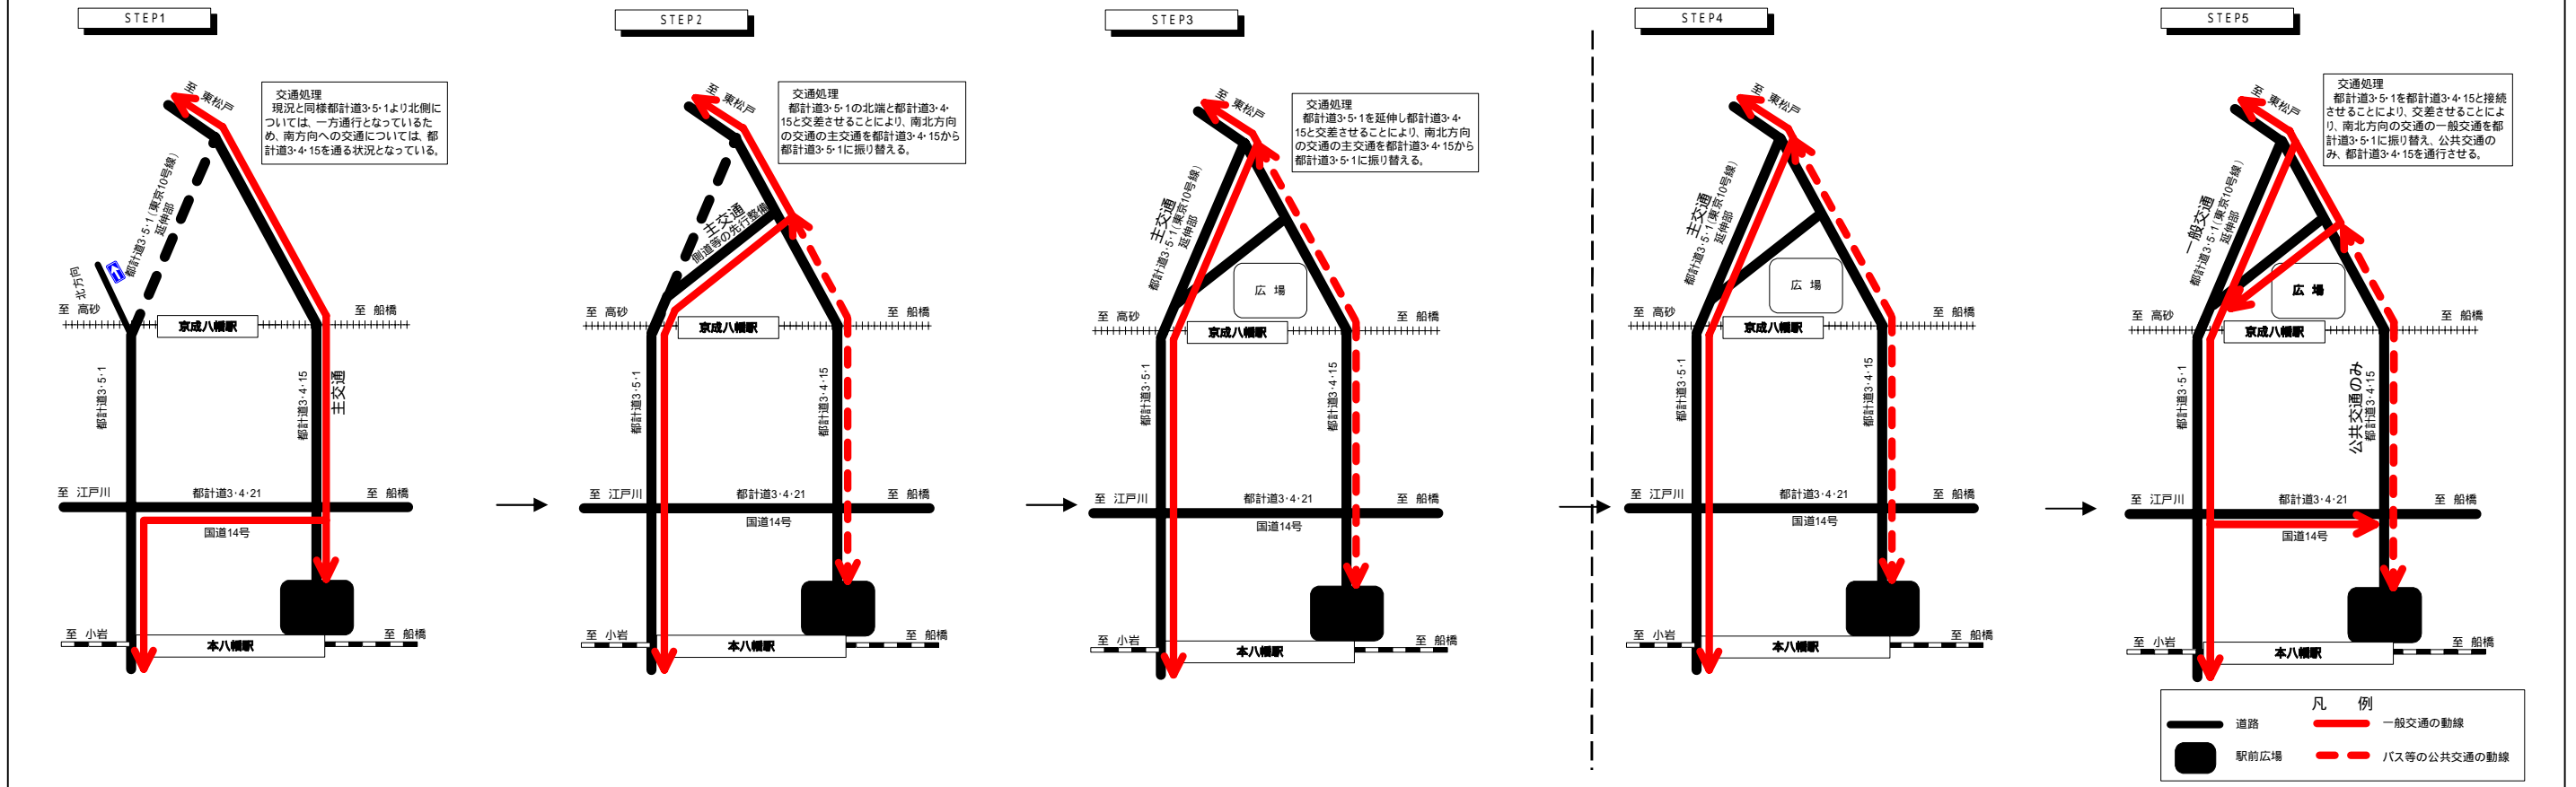 STEP1
至 東松戸
交通処理
現況と同様都計道3・5・1より北側に
ついては、一方通行となっているた
め、南方向への交通については、都
計道3・4・15を通る状況となっている。
都計道3・5・1(東京10号線)
延伸部
北方向
至 高砂
京成八幡駅
至 船橋
都計道3・5・1
都計道3・4・15
主交通
至 江戸川
都計道3・4・21
至 船橋
国道14号
至 小岩
本八幡駅
至 船橋
STEP2
至 東松戸
交通処理
都計道3・5・1の北端と都計道3・4・
15と交差させることにより、南北方向
の交通の主交通を都計道3・4・15から
都計道3・5・1に振り替える。
主交通
側道等の先行整備
至 高砂
京成八幡駅
至 船橋
都計道3・5・1
都計道3・4・15
至 江戸川
都計道3・4・21
至 船橋
国道14号
至 小岩
本八幡駅
至 船橋
STEP3
至 東松戸
交通処理
都計道3・5・1を延伸し都計道3・4・
15と交差させることにより、南北方向
の交通の主交通を都計道3・4・15から
都計道3・5・1に振り替える。
主交通
都計道3・5・1(東京10号線)
延伸部
広 場
至 高砂
京成八幡駅
至 船橋
都計道3・5・1
都計道3・4・15
至 江戸川
都計道3・4・21
至 船橋
国道14号
至 小岩
本八幡駅
至 船橋
STEP4
至 東松戸
主交通
都計道3・5・1(東京10号線)
延伸部
広 場
至 高砂
京成八幡駅
至 船橋
都計道3・5・1
都計道3・4・15
至 江戸川
都計道3・4・21
至 船橋
国道14号
至 小岩
本八幡駅
至 船橋
STEP5
至 東松戸
交通処理
都計道3・5・1を都計道3・4・15と接続
させることにより、交差させることによ
り、南北方向の交通の一般交通を都
計道3・5・1に振り替え、公共交通の
み、都計道3・4・15を通行させる。
一般交通
都計道3・5・1(東京10号線)
延伸部
広 場
至 高砂
京成八幡駅
至 船橋
都計道3・5・1
公共交通のみ
都計道3・4・15
至 江戸川
都計道3・4・21
至 船橋
国道14号
至 小岩
本八幡駅
至 船橋
凡 例
道路
一般交通の動線
駅前広場
バス等の公共交通の動線